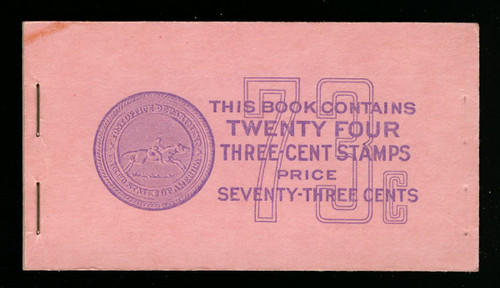 POST OFFICE DEPARTMENT
UNITED STATES OF AMERICA
73c
THIS BOOK CONTAINS
TWENTY FOUR
THREE-CENT STAMPS
PRICE
SEVENTY-THREE CENTS